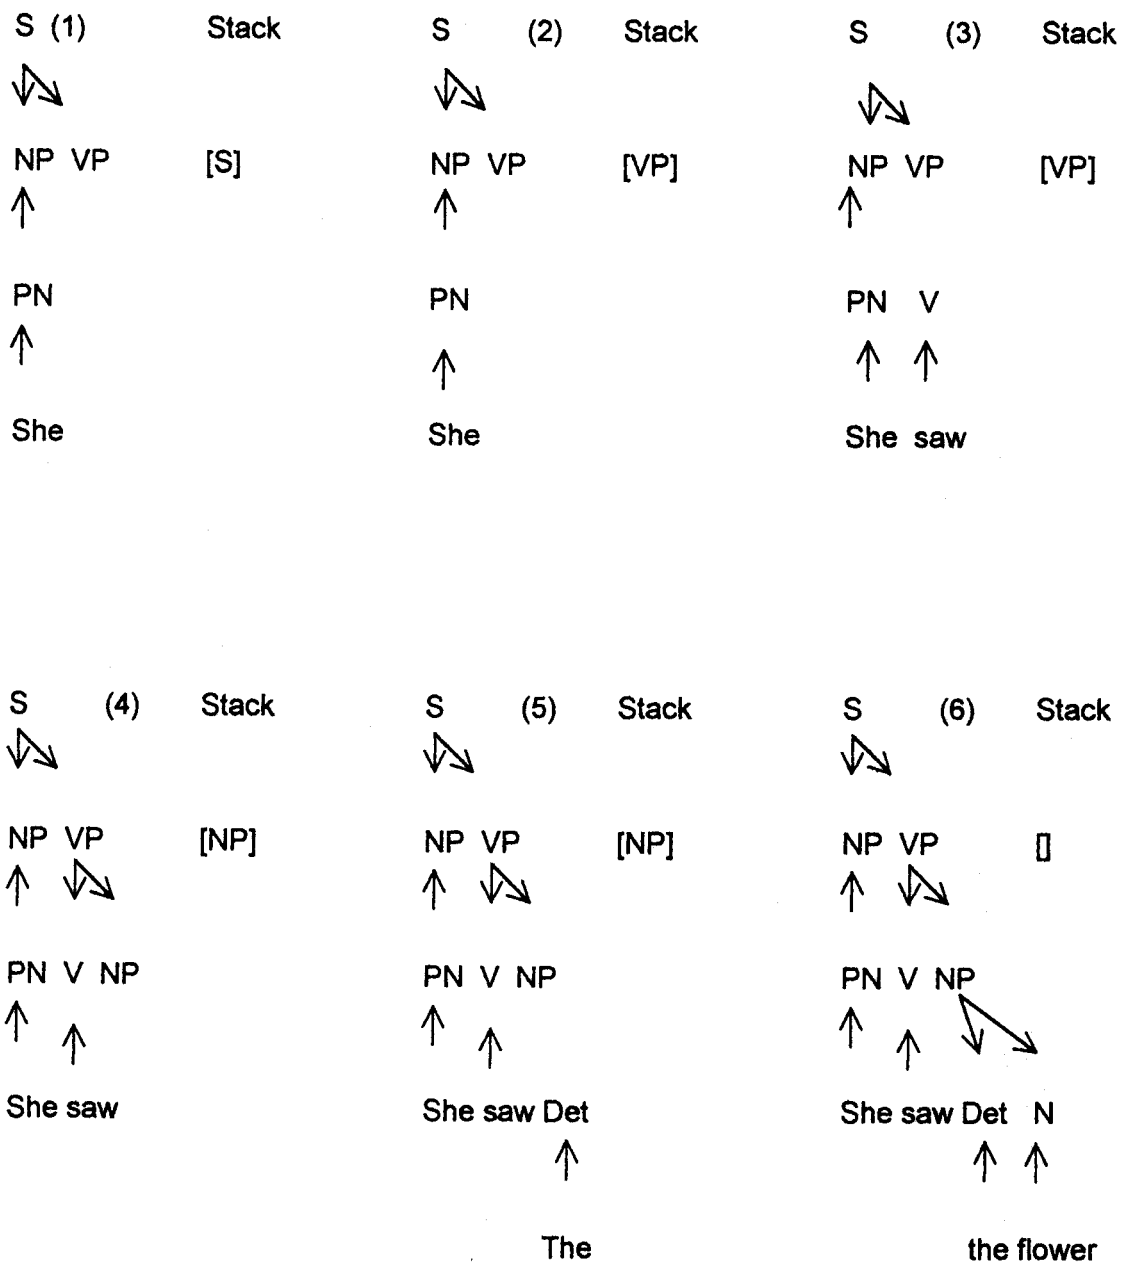 S (1) Stack
NP VP [S]
PN
She
S (2) Stack
NP VP [VP]
PN
She
S (3) Stack
NP VP [VP]
PN V
She saw
S (4) Stack
NP VP [NP]
PN V NP
She saw
S (5) Stack
NP VP [NP]
PN V NP
She saw Det
The
S (6) Stack
NP VP []
PN V NP
She saw Det N
the flower